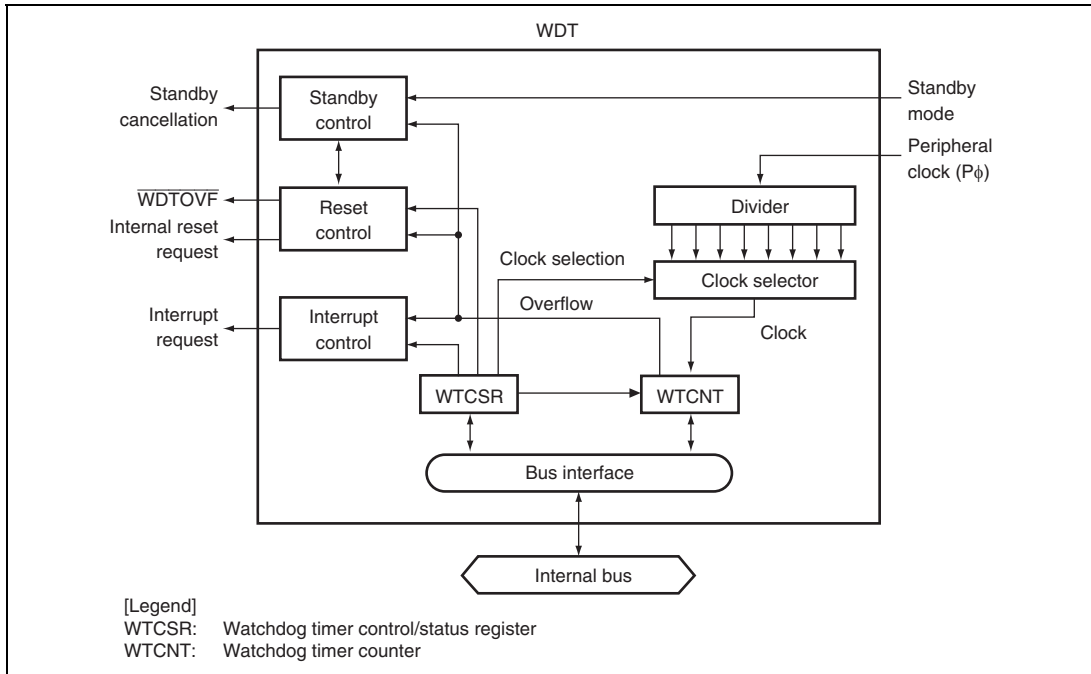 WDT
Standby
cancellation
Standby
control
Standby
mode
Peripheral
clock (Pϕ)
WDTOVF
Internal reset
request
Reset
control
Divider
Clock selection
Clock selector
Overflow
Clock
Interrupt
request
Interrupt
control
WTCSR
WTCNT
Bus interface
Internal bus
[Legend]
WTCSR: Watchdog timer control/status register
WTCNT: Watchdog timer counter